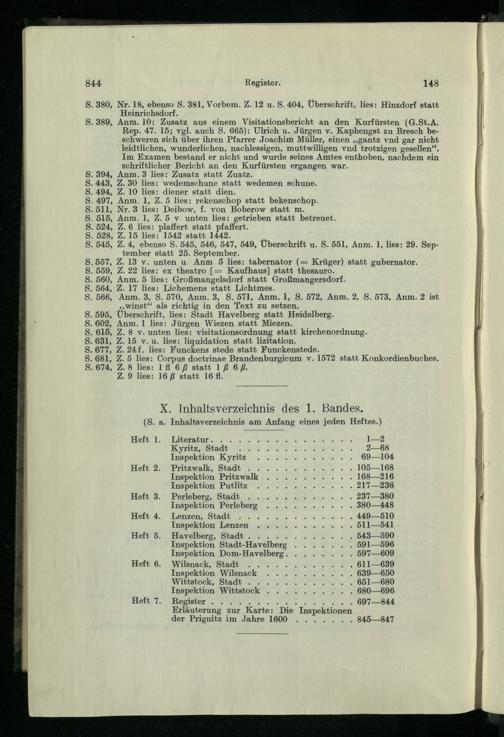 844 Register. 148
S. 380, Nr. 18, ebenso S. 381, Vorbem. Z. 12 u. S. 404, Überschrift, lies: Hinzdorf statt
Heinrichsdorf.
S. 389, Anm. 10: Zusatz aus einem Visitationsbericht an den Kurfürsten (G.St.A.
Rep. 47. 15; vgl. auch S. 665): Ulrich u. Jürgen v. Kaphengst zu Bresch be-
schweren sich über ihren Pfarrer Joachim Müller, einen „gantz vnd gar nicht
leidtlichen, wunderlichen, nachlessigen, muttwilligen vnd trotzigen gesellen“.
Im Examen bestand er nicht und wurde seines Amtes enthoben, nachdem ein
schriftlicher Bericht an den Kurfürsten ergangen war.
S. 394, Anm. 3 lies: Zusatz statt Zuatz.
S. 443, Z. 30 lies: wedemschune statt wedemen schune.
S. 494, Z. 10 lies: diener statt dien.
S. 497, Anm. 1, Z. 5 lies: rekenschop statt bekenschop.
S. 511, Nr. 3 lies: Deibow, f. von Boberow statt m.
S. 515, Anm. 1, Z. 5 v unten lies: getrieben statt betreuet.
S. 524, Z. 6 lies: plaffert statt pfaffert.
S. 528, Z. 15 lies: 1542 statt 1442.
S. 545, Z. 4, ebenso S. 545, 546, 547, 549, Überschrift u. S. 551, Anm. 1, lies: 29. Sep-
tember statt 25. September.
S. 557, Z. 13 v. unten u. Anm 5 lies: tabernator (= Krüger) statt gubernator.
S. 559, Z. 22 lies: ex theatro [= Kaufhaus] statt thesauro.
S. 560, Anm. 5 lies: Großmangelsdorf statt Großmangersdorf.
S. 564, Z. 17 lies: Lichemens statt Lichtmes.
S. 566, Anm. 3, S. 570, Anm. 3, S. 571, Anm. 1, S. 572, Anm. 2, S. 573, Anm. 2 ist
„winst“ als richtig in den Text zu setzen.
S. 595, Überschrift, lies: Stadt Havelberg statt Heidelberg.
S. 602, Anm. 1 lies: Jürgen Wiezen statt Miezen.
S. 615, Z. 8 v. unten lies: visitationsordnung statt kirchenordnung.
S. 631, Z. 15 v. u. lies: liquidation statt lizitation.
S. 677, Z. 24 f. lies: Funckens stede statt Funckenstede.
S. 681, Z. 5 lies: Corpus doctrinae Brandenburgicum v. 1572 statt Konkordienbuches.
S. 674, Z. 8 lies: 1 fl 6 β statt 1 β 6 β.
Z. 9 lies: 16 β statt 16 fl.
X. Inhaltsverzeichnis des 1. Bandes.
(S. a. Inhaltsverzeichnis am Anfang eines jeden Heftes.)
Heft 1. Literatur . . . . . . . . . . . . . . . 1—2
Kyritz, Stadt . . . . . . . . . . . . . 2—68
Inspektion Kyritz . . . . . . . . . . . 69—104
Heft 2. Pritzwalk, Stadt . . . . . . . . . . . 105—168
Inspektion Pritzwalk . . . . . . . . . 168—216
Inspektion Putlitz . . . . . . . . . . 217—236
Heft 3. Perleberg, Stadt . . . . . . . . . . . 237—380
Inspektion Perleberg . . . . . . . . . 380—448
Heft 4. Lenzen, Stadt . . . . . . . . . . . . 449—510
Inspektion Lenzen . . . . . . . . . . . 511—541
Heft 5. Havelberg, Stadt . . . . . . . . . . . 543—590
Inspektion Stadt-Havelberg . . . . . . 591—596
Inspektion Dom-Havelberg . . . . . . . 597—609
Heft 6. Wilsnack, Stadt . . . . . . . . . . . 611—639
Inspektion Wilsnack . . . . . . . . . 639—650
Wittstock, Stadt . . . . . . . . . . . 651—680
Inspektion Wittstock . . . . . . . . . 680—696
Heft 7. Register . . . . . . . . . . . . . . . 697—844
Erläuterung zur Karte: Die Inspektionen
der Prignitz im Jahre 1600 . . . . . . . 845—847